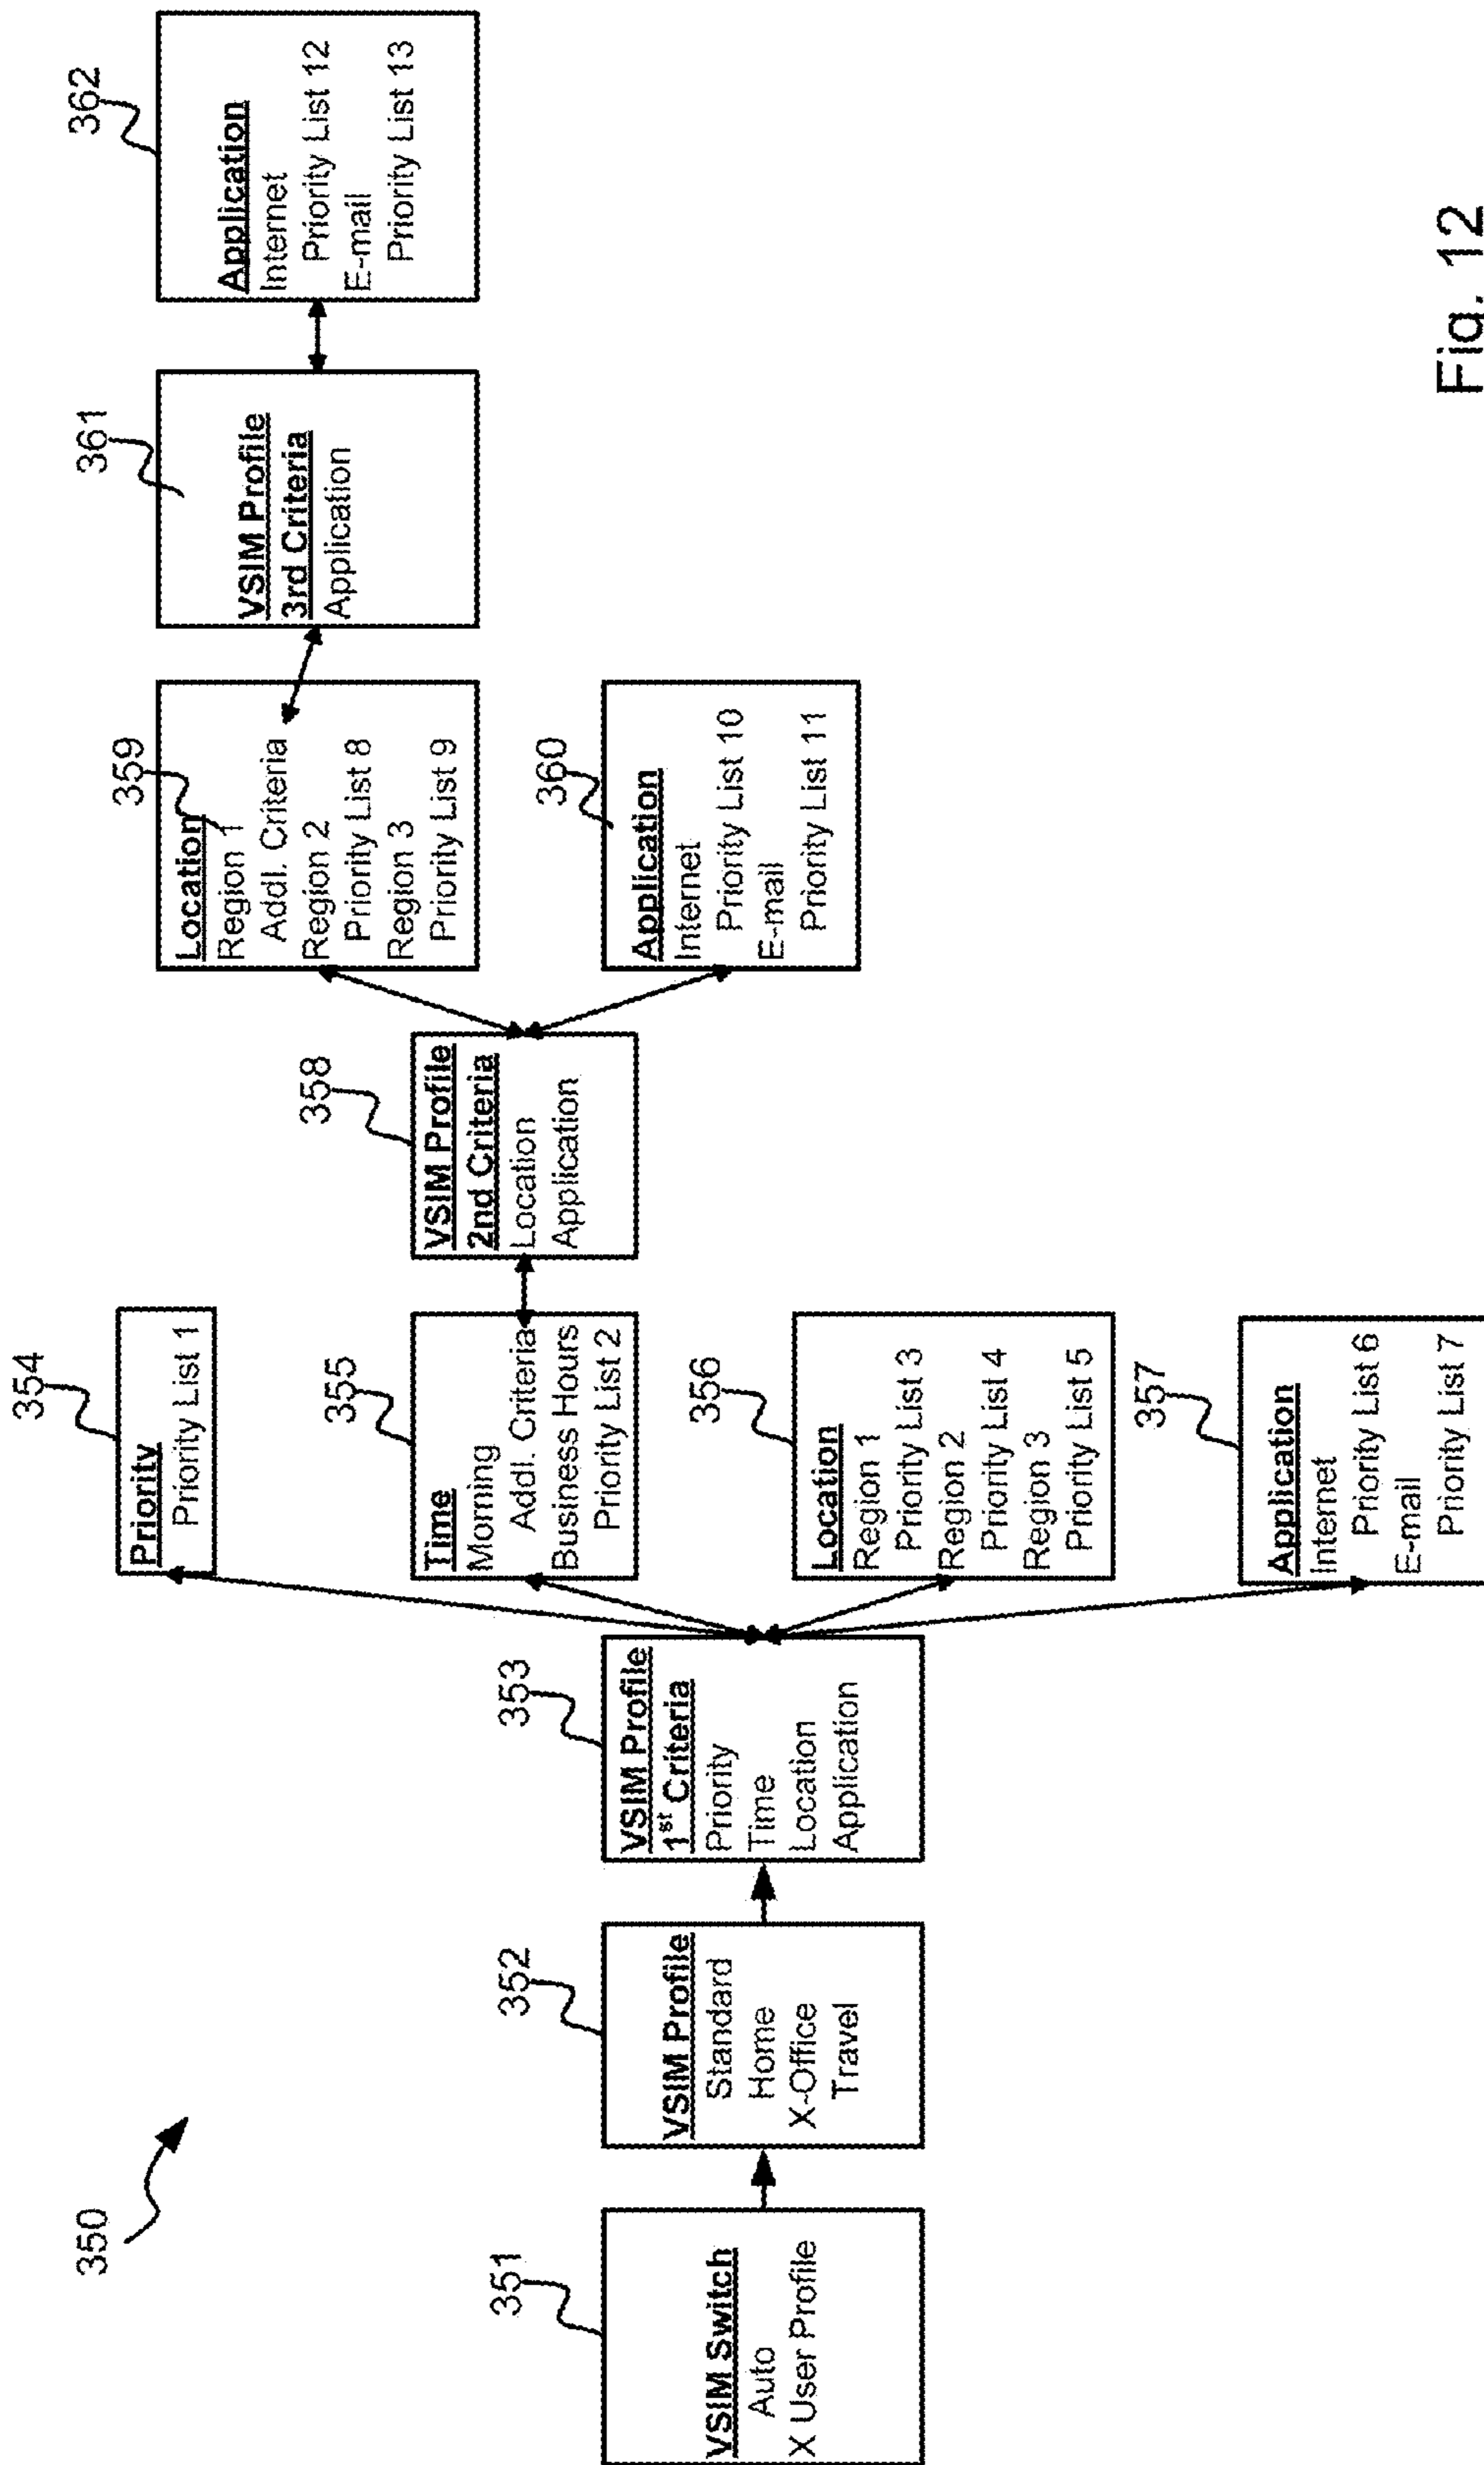 350
351
VSIM Switch
Auto
X User Profile
352
VSIM Profile
Standard
Home
X-Office
Travel
353
VSIM Profile
1st Criteria
Priority
Time
Location
Application
354
Priority
Priority List 1
355
Time
Morning
Addl. Criteria
Business Hours
Priority List 2
356
Location
Region 1
Priority List 3
Region 2
Priority List 4
Region 3
Priority List 5
357
Application
Internet
Priority List 6
E-mail
Priority List 7
358
VSIM Profile
2nd Criteria
Location
Application
359
Location
Region 1
Addl. Criteria
Region 2
Priority List 8
Region 3
Priority List 9
360
Application
Internet
Priority List 10
E-mail
Priority List 11
361
VSIM Profile
3rd Criteria
Application
362
Application
Internet
Priority List 12
E-mail
Priority List 13
Fig. 12